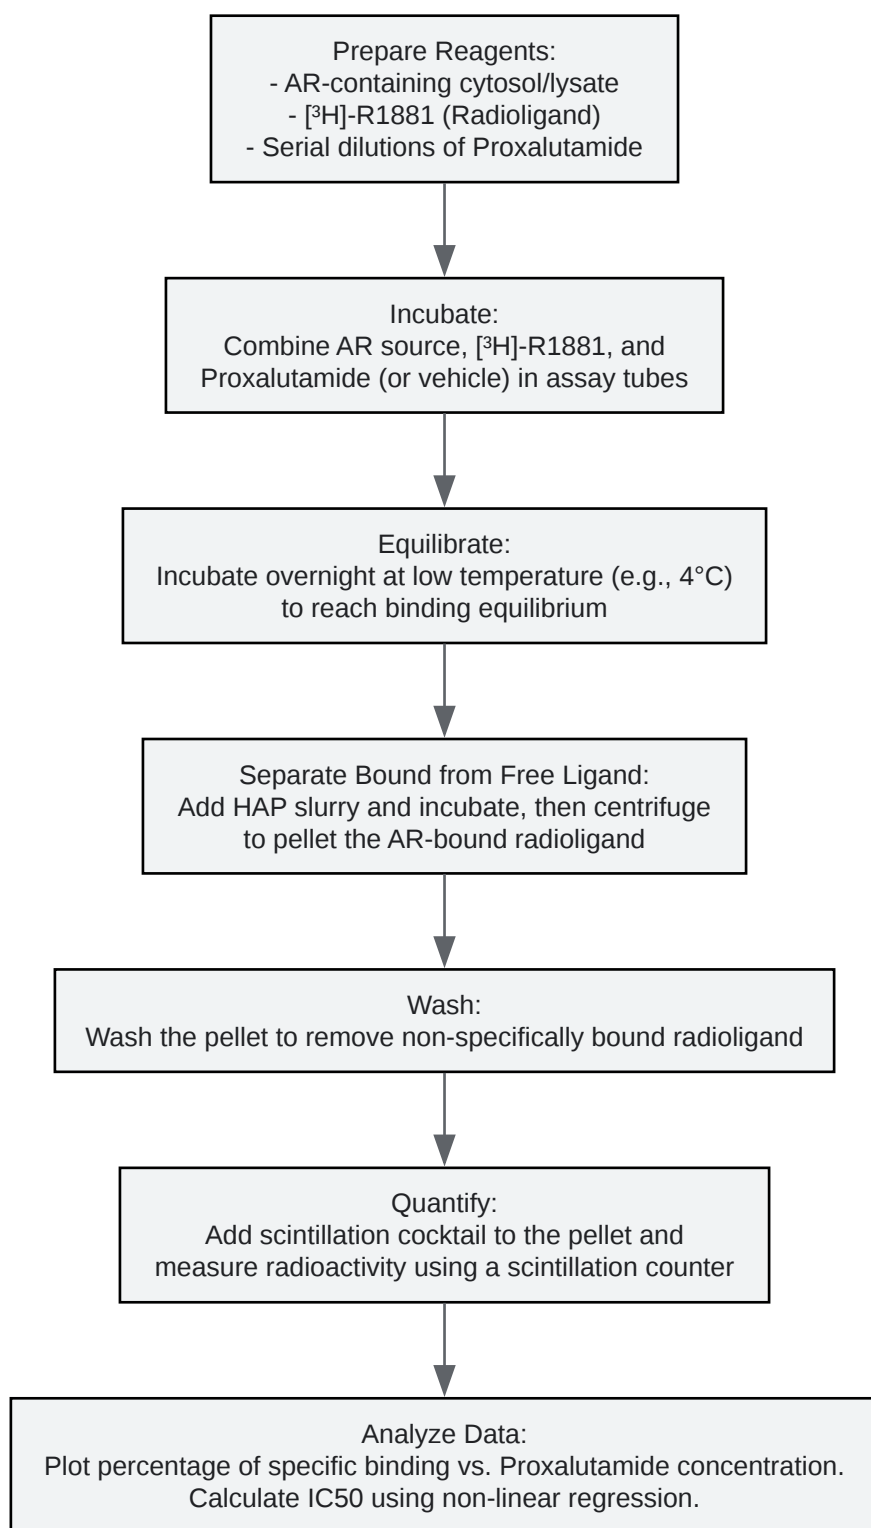 Prepare Reagents:
- AR-containing cytosol/lysate
- [³H]-R1881 (Radioligand)
- Serial dilutions of Proxalutamide
Incubate:
Combine AR source, [³H]-R1881, and
Proxalutamide (or vehicle) in assay tubes
Equilibrate:
Incubate overnight at low temperature (e.g., 4°C)
to reach binding equilibrium
Separate Bound from Free Ligand:
Add HAP slurry and incubate, then centrifuge
to pellet the AR-bound radioligand
Wash:
Wash the pellet to remove non-specifically bound radioligand
Quantify:
Add scintillation cocktail to the pellet and
measure radioactivity using a scintillation counter
Analyze Data:
Plot percentage of specific binding vs. Proxalutamide concentration.
Calculate IC50 using non-linear regression.